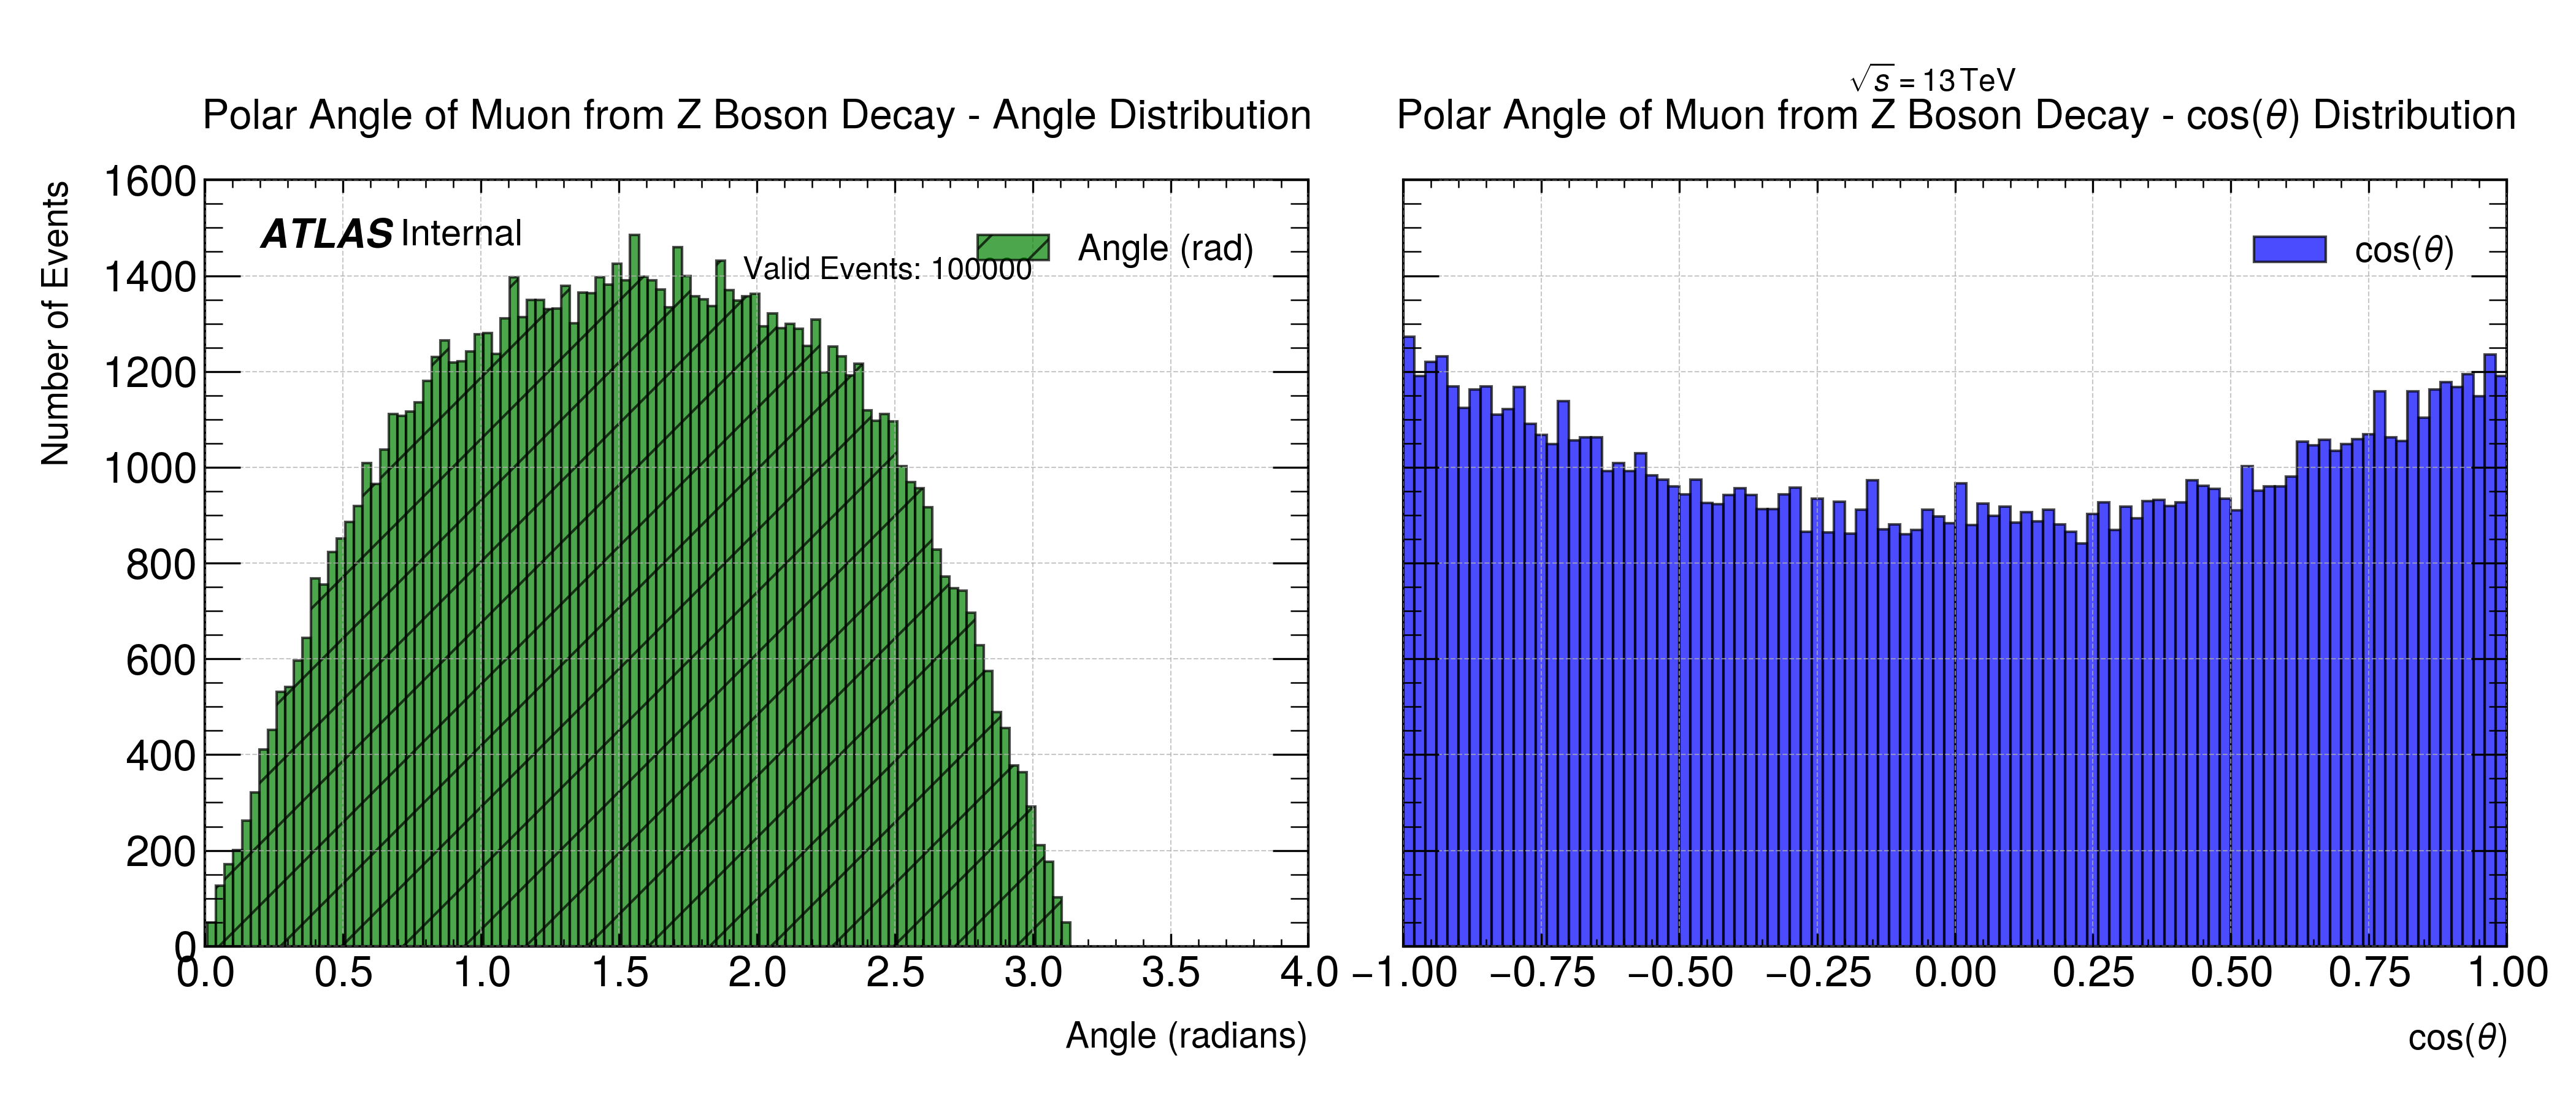 √s = 13 TeV
Polar Angle of Muon from Z Boson Decay - Angle Distribution
Polar Angle of Muon from Z Boson Decay - cos(θ) Distribution
Number of Events
1600
1400
1200
1000
800
600
400
200
0
ATLAS Internal
Angle (rad)
Valid Events: 100000
0.0 0.5 1.0 1.5 2.0 2.5 3.0 3.5 4.0
Angle (radians)
cos(θ)
−1.00 −0.75 −0.50 −0.25 0.00 0.25 0.50 0.75 1.00
cos(θ)